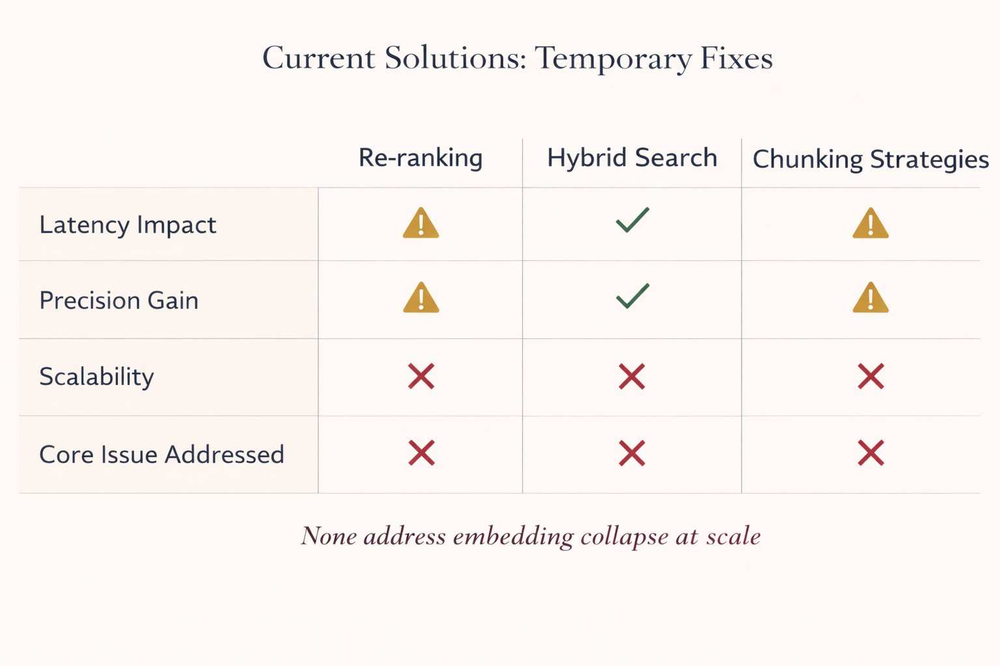 Current Solutions: Temporary Fixes
Re-ranking Hybrid Search Chunking Strategies
Latency Impact
Precision Gain
Scalability
Core Issue Addressed
None address embedding collapse at scale